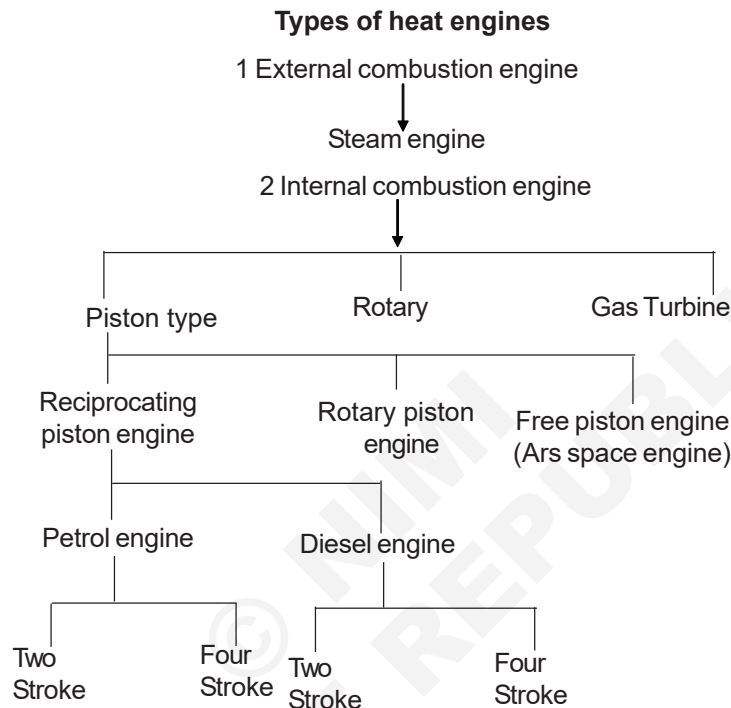 Types of heat engines
1 External combustion engine
Steam engine
2 Internal combustion engine
Piston type
Rotary
Gas Turbine
Reciprocating
piston engine
Rotary piston
engine
Free piston engine
(Ars space engine)
Petrol engine
Diesel engine
Two
Stroke
Four
Stroke
Two
Stroke
Four
Stroke
© NIMI